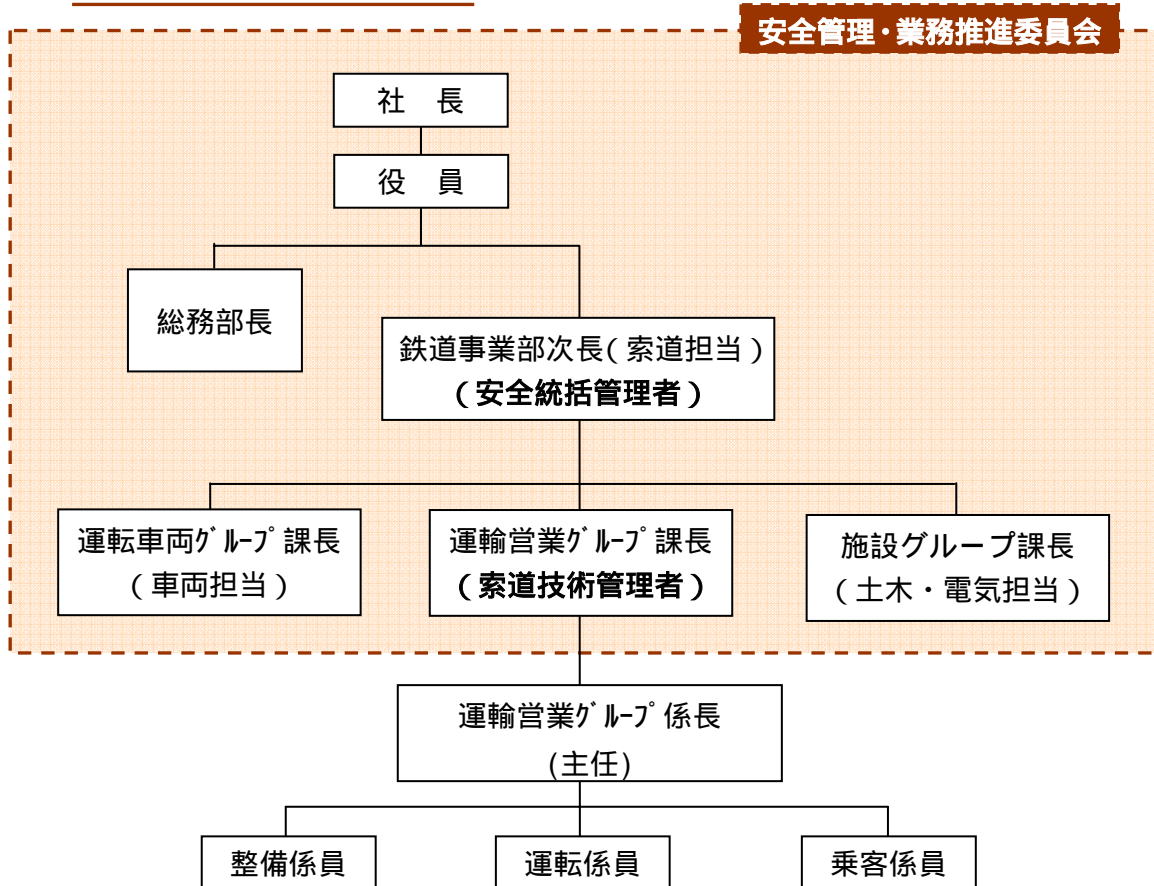 安全管理・業務推進委員会
社　長
役　員
総務部長
鉄道事業部次長(索道担当)
(安全統括管理者)
運転車両ｸﾞﾙｰﾌﾟ課長
(車両担当)
運輸営業ｸﾞﾙｰﾌﾟ課長
(索道技術管理者)
施設グループ課長
(土木・電気担当)
運輸営業ｸﾞﾙｰﾌﾟ係長
(主任)
整備係員
運転係員
乗客係員